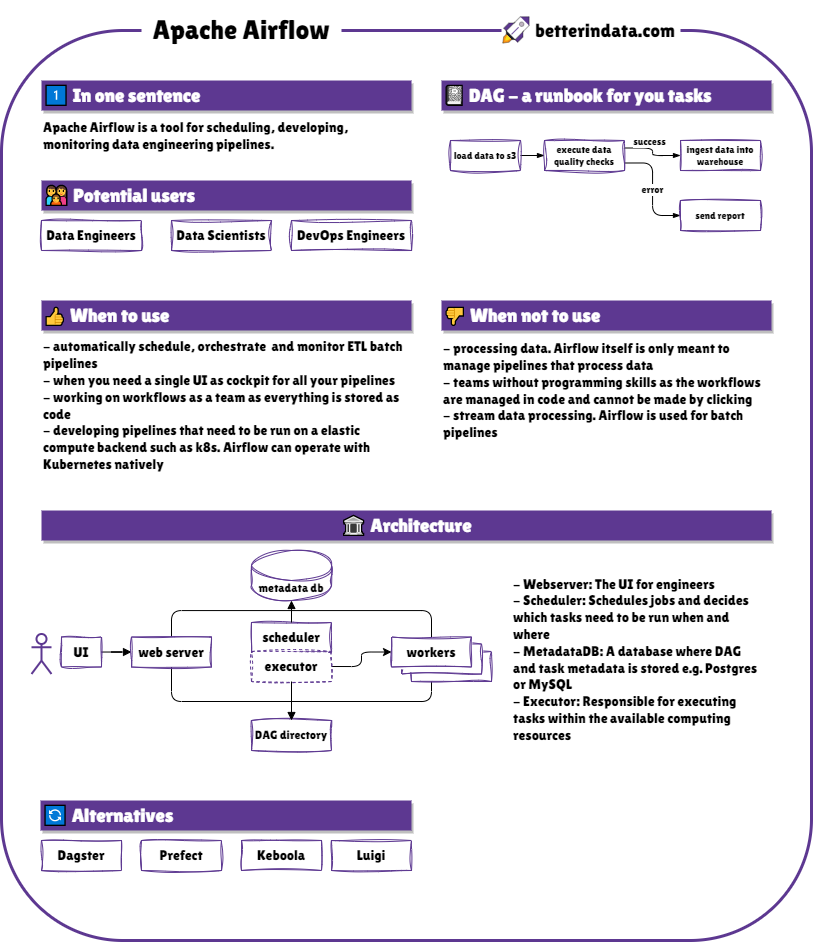 Apache Airflow
betterindata.com
1 In one sentence
Apache Airflow is a tool for scheduling, developing,
monitoring data engineering pipelines.
Potential users
Data Engineers
Data Scientists
DevOps Engineers
DAG – a runbook for you tasks
load data to s3
execute data
quality checks
success
ingest data into
warehouse
error
send report
When to use
– automatically schedule, orchestrate and monitor ETL batch
pipelines
– when you need a single UI as cockpit for all your pipelines
– working on workflows as a team as everything is stored as
code
– developing pipelines that need to be run on a elastic
compute backend such as k8s. Airflow can operate with
Kubernetes natively
When not to use
– processing data. Airflow itself is only meant to
manage pipelines that process data
– teams without programming skills as the workflows
are managed in code and cannot be made by clicking
– stream data processing. Airflow is used for batch
pipelines
Architecture
metadata db
UI
web server
scheduler
executor
workers
DAG directory
– Webserver: The UI for engineers
– Scheduler: Schedules jobs and decides
which tasks need to be run when and
where
– MetadataDB: A database where DAG
and task metadata is stored e.g. Postgres
or MySQL
– Executor: Responsible for executing
tasks within the available computing
resources
Alternatives
Dagster
Prefect
Keboola
Luigi